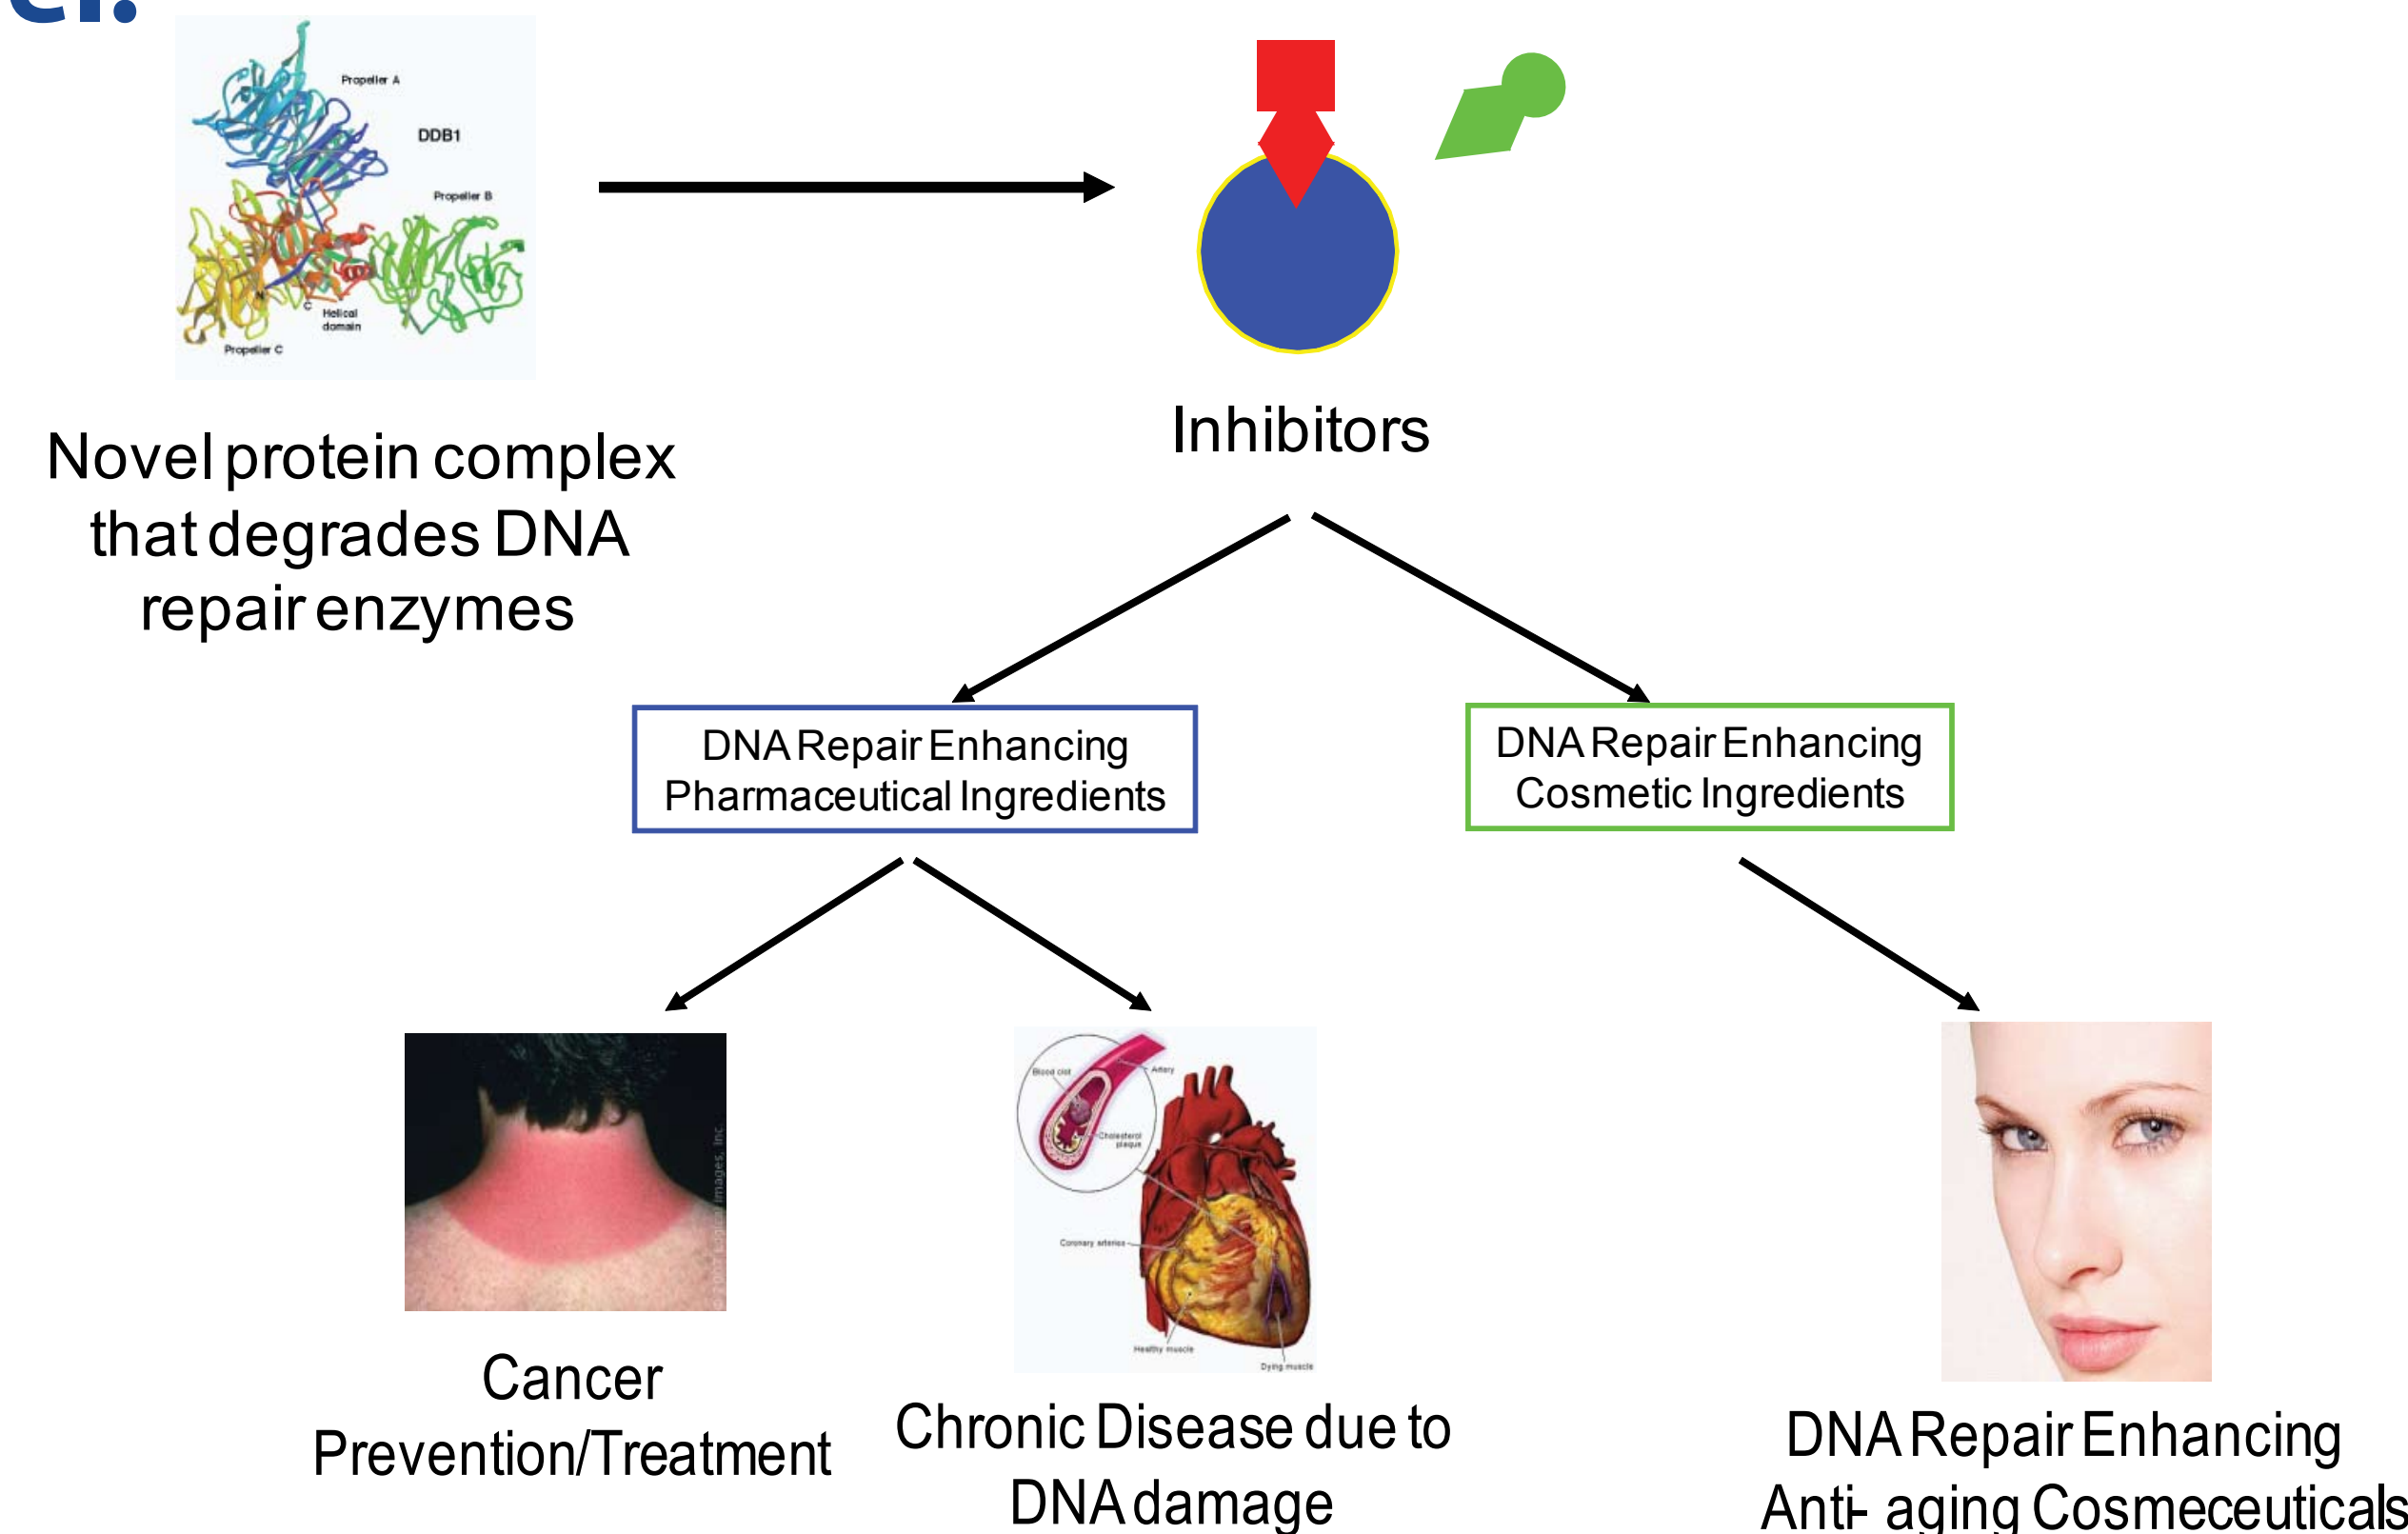 Propeller A
DDB1
Propeller B
N
C
Helical
domain
Propeller C
Novel protein complex
that degrades DNA
repair enzymes
Inhibitors
DNA Repair Enhancing
Pharmaceutical Ingredients
DNA Repair Enhancing
Cosmetic Ingredients
Images, Inc.
Blood clot
Artery
Cholesterol
plaque
Coronary arteries
Healthy muscle
Dying muscle
Cancer
Prevention/Treatment
Chronic Disease due to
DNA damage
DNA Repair Enhancing
Anti- aging Cosmeceuticals